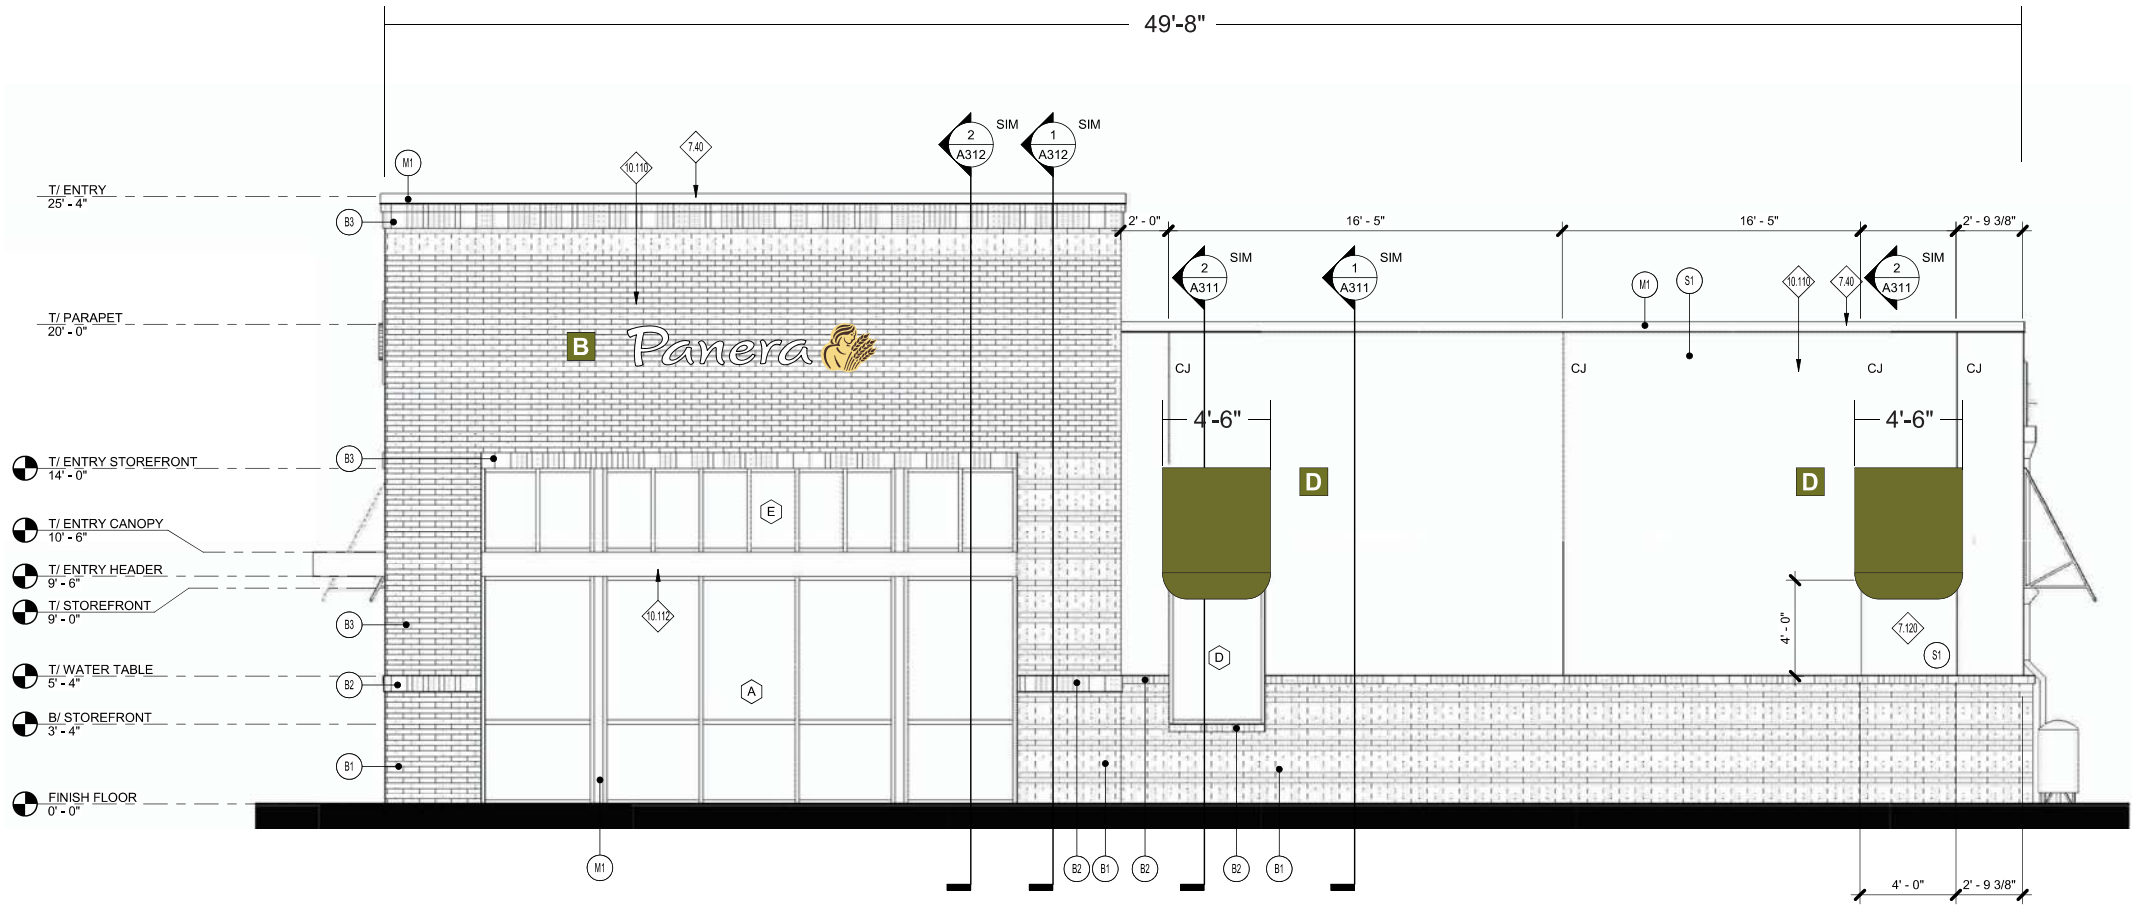 49'-8"
2
A312
SIM
1
A312
SIM
7.40
10.110
M1
T/ ENTRY
25' - 4"
B3
2' - 0"
16' - 5"
16' - 5"
2' - 9 3/8"
2
A311
SIM
1
A311
SIM
M1
S1
10.110
7.40
2
A311
SIM
T/ PARAPET
20' - 0"
B
Panera
CJ
CJ
CJ
CJ
4'-6"
4'-6"
B3
T/ ENTRY STOREFRONT
14' - 0"
D
D
E
T/ ENTRY CANOPY
10' - 6"
T/ ENTRY HEADER
9' - 6"
T/ STOREFRONT
9' - 0"
10.112
B3
4' - 0"
7.120
S1
D
T/ WATER TABLE
5' - 4"
B2
A
B/ STOREFRONT
3' - 4"
B1
FINISH FLOOR
0' - 0"
M1
B2
B1
B2
B2
B1
4' - 0"
2' - 9 3/8"